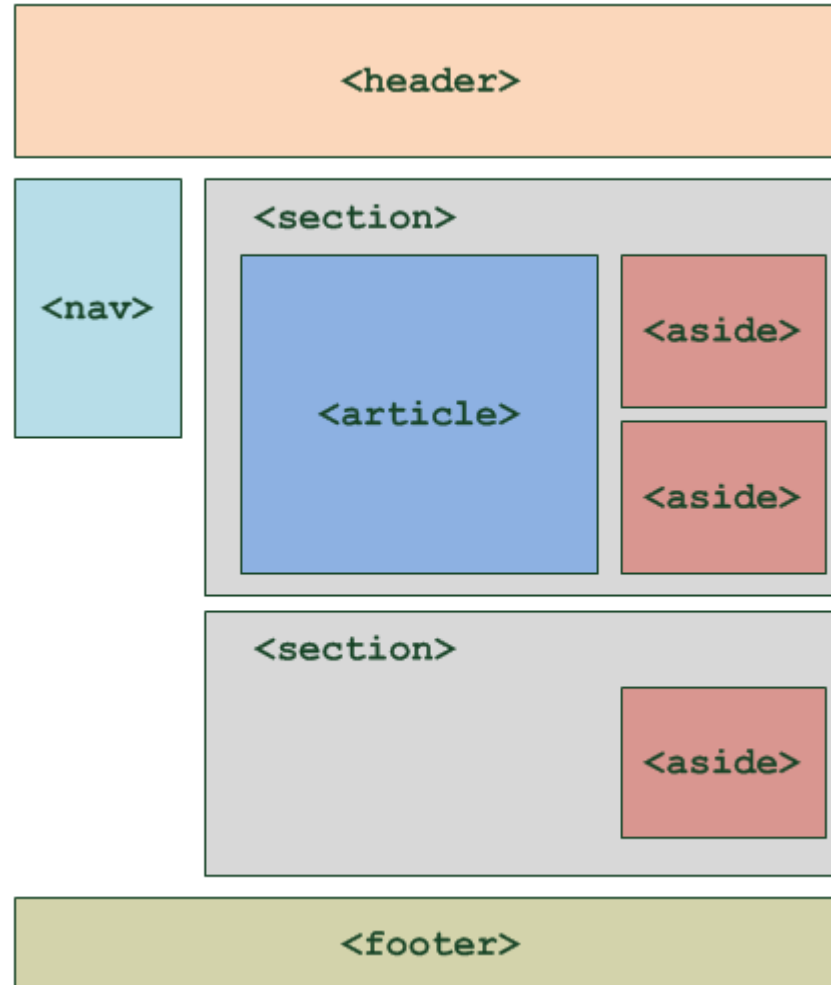 <header>
<section>
<nav>
<article>
<aside>
<aside>
<section>
<aside>
<footer>